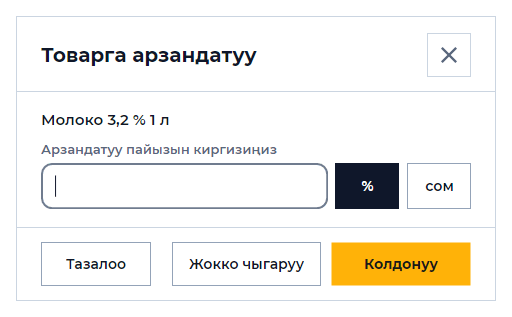 Товарга арзандатуу
Молоко 3,2 % 1 л
Арзандатуу пайызын киргизиңиз
% сом
Тазалоо Жокко чыгаруу Колдонуу